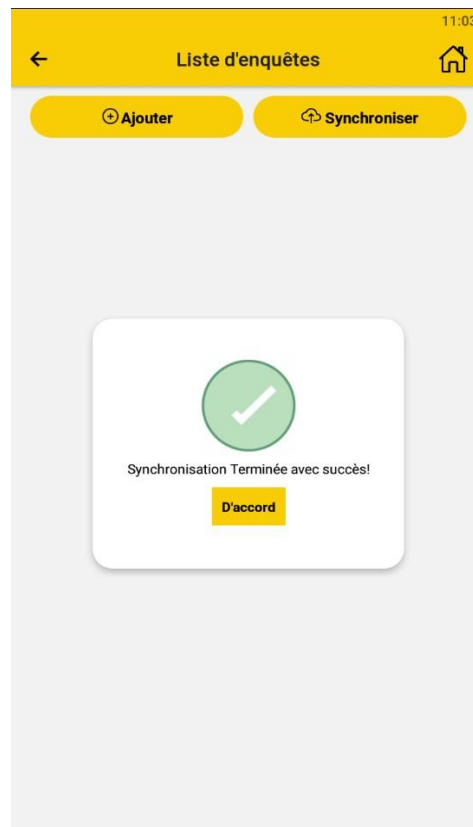 11:03
Liste d'enquêtes
Ajouter
Synchroniser
Synchronisation Terminée avec succès!
D'accord